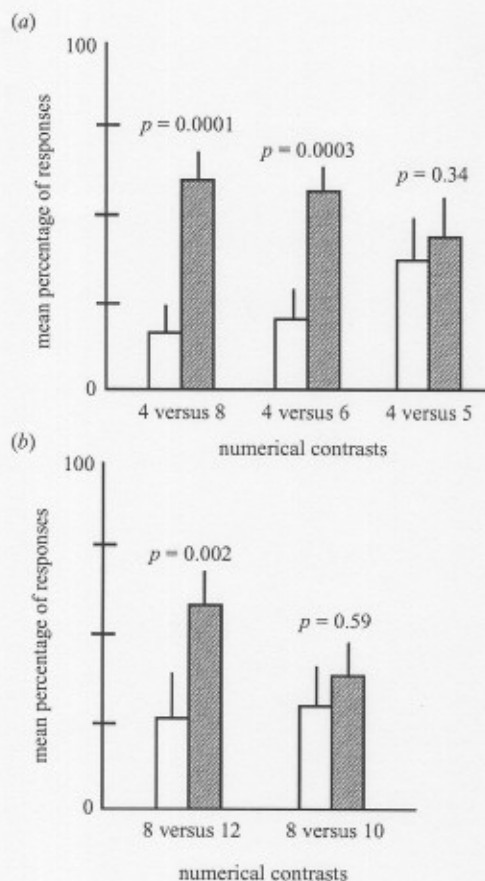 (a)
100
p = 0.0001
p = 0.0003
p = 0.34
mean percentage of responses
0
4 versus 8
4 versus 6
4 versus 5
numerical contrasts
(b)
100
p = 0.002
p = 0.59
mean percentage of responses
0
8 versus 12
8 versus 10
numerical contrasts